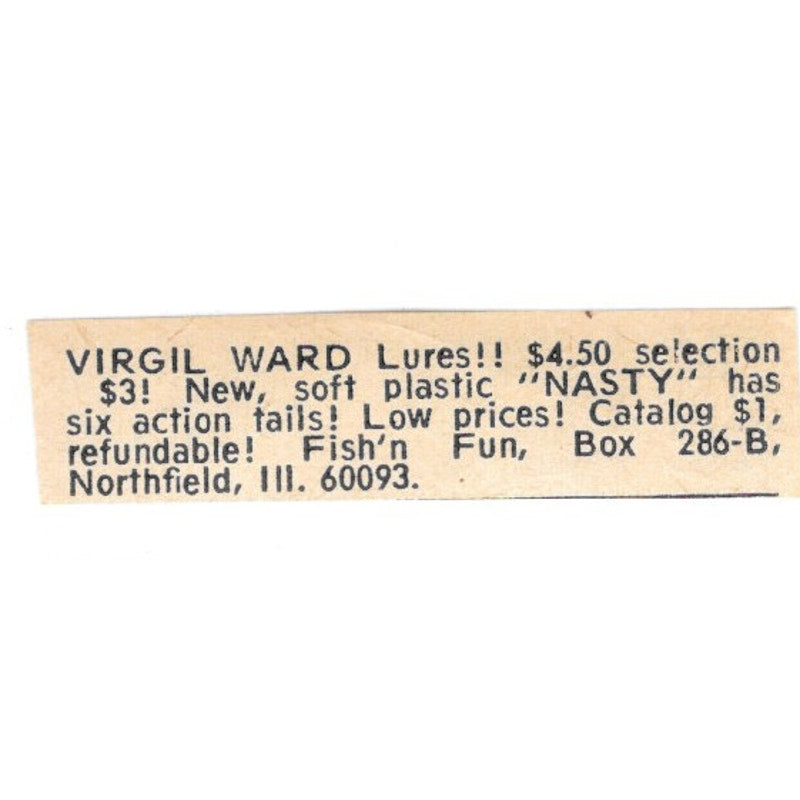 VIRGIL WARD Lures!! $4.50 selection
$3! New, soft plastic "NASTY" has
six action tails! Low prices! Catalog $1,
refundable! Fish'n Fun, Box 286-B,
Northfield, Ill. 60093.